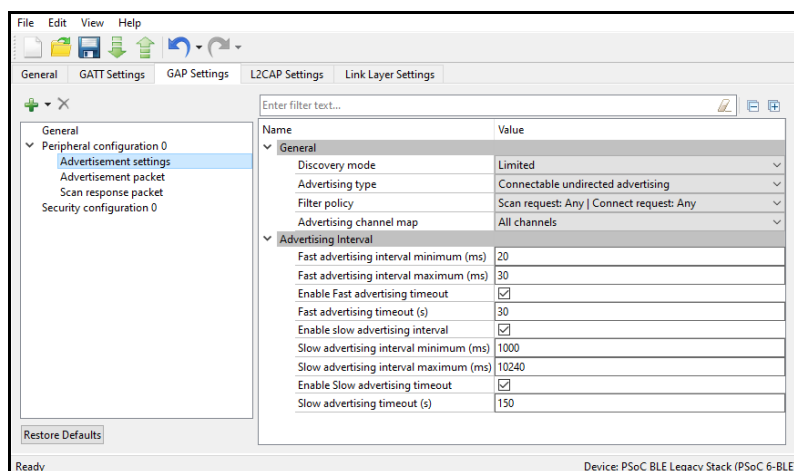 File Edit View Help
General GATT Settings GAP Settings L2CAP Settings Link Layer Settings
Enter filter text...
General
Peripheral configuration 0
Advertisement settings
Advertisement packet
Scan response packet
Security configuration 0
Name Value
General
Discovery mode Limited
Advertising type Connectable undirected advertising
Filter policy Scan request: Any | Connect request: Any
Advertising channel map All channels
Advertising Interval
Fast advertising interval minimum (ms) 20
Fast advertising interval maximum (ms) 30
Enable Fast advertising timeout
Fast advertising timeout (s) 30
Enable slow advertising interval
Slow advertising interval minimum (ms) 1000
Slow advertising interval maximum (ms) 10240
Enable Slow advertising timeout
Slow advertising timeout (s) 150
Restore Defaults
Ready Device: PSoC BLE Legacy Stack (PSoC 6-BLE